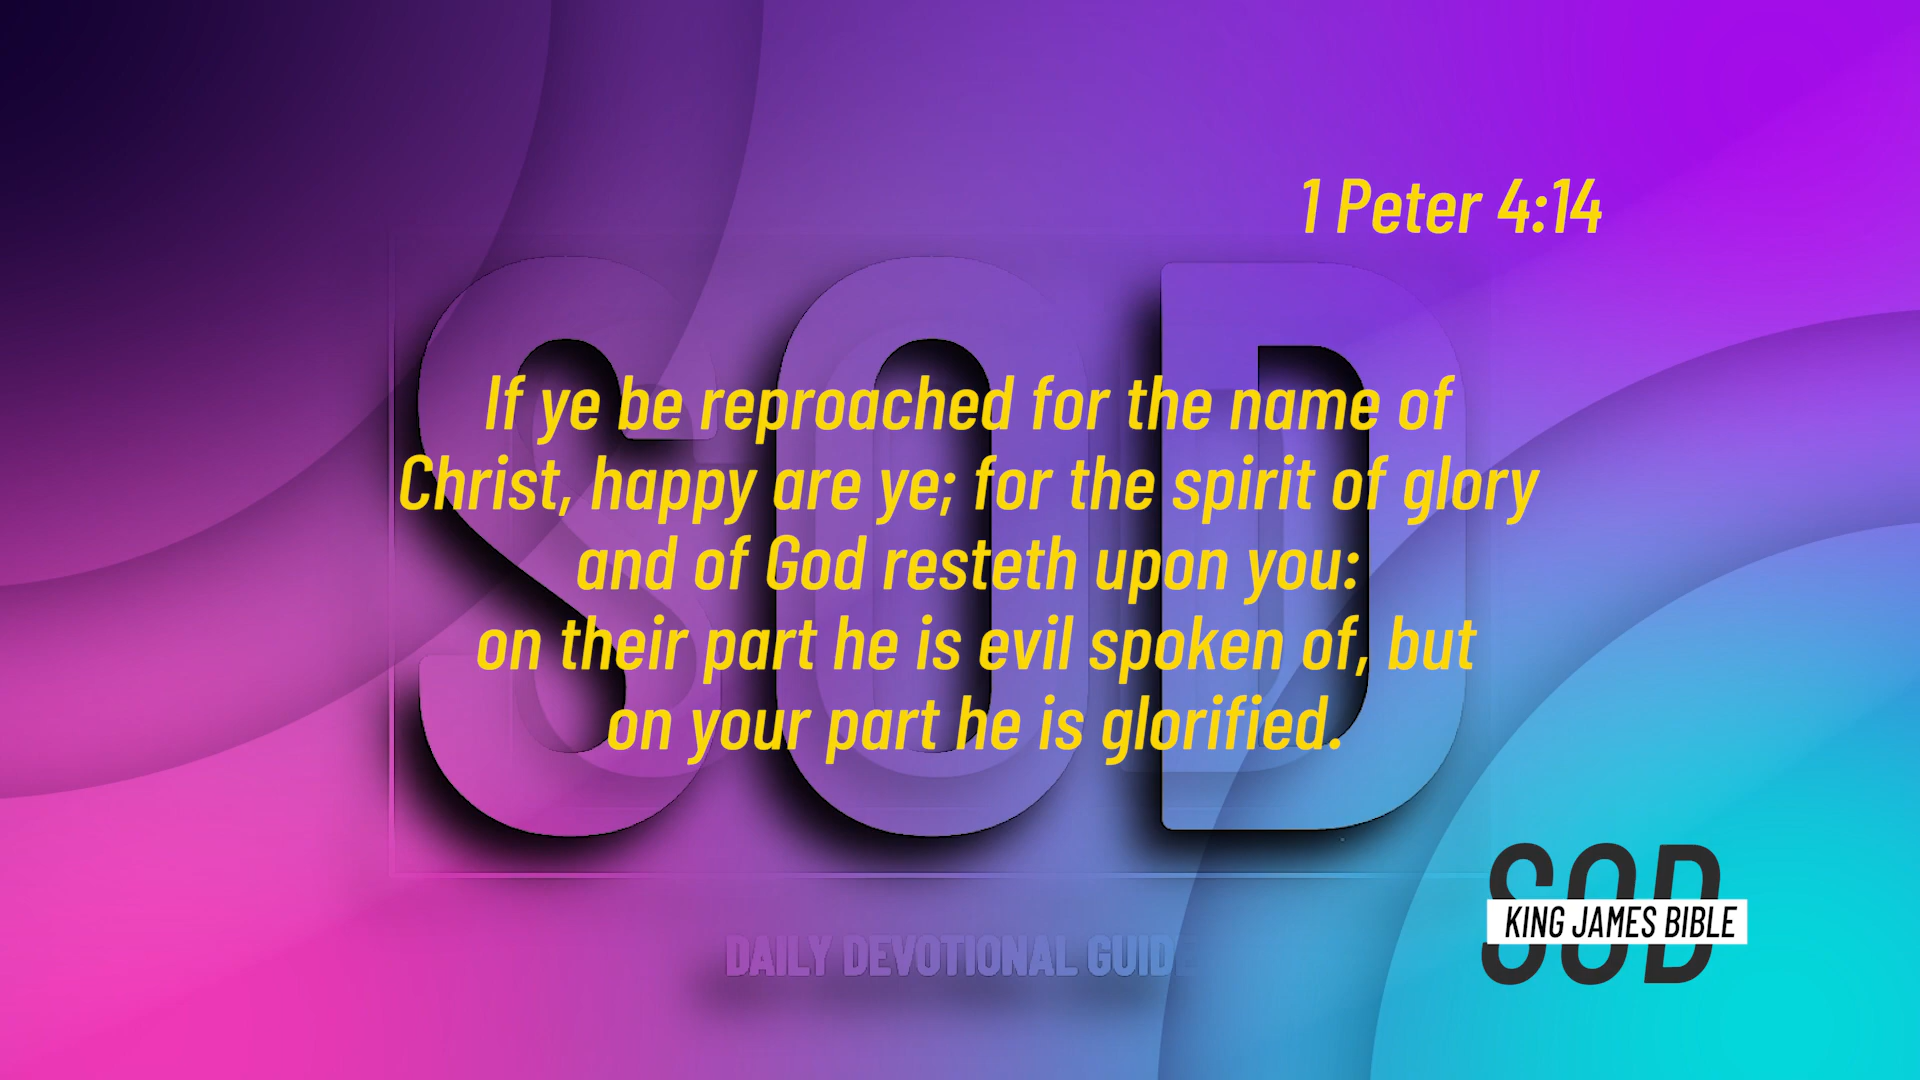 1 Peter 4:14
SOD
If ye be reproached for the name of
Christ, happy are ye; for the spirit of glory
and of God resteth upon you:
on their part he is evil spoken of, but
on your part he is glorified.
DAILY DEVOTIONAL GUIDE
SOD
KING JAMES BIBLE